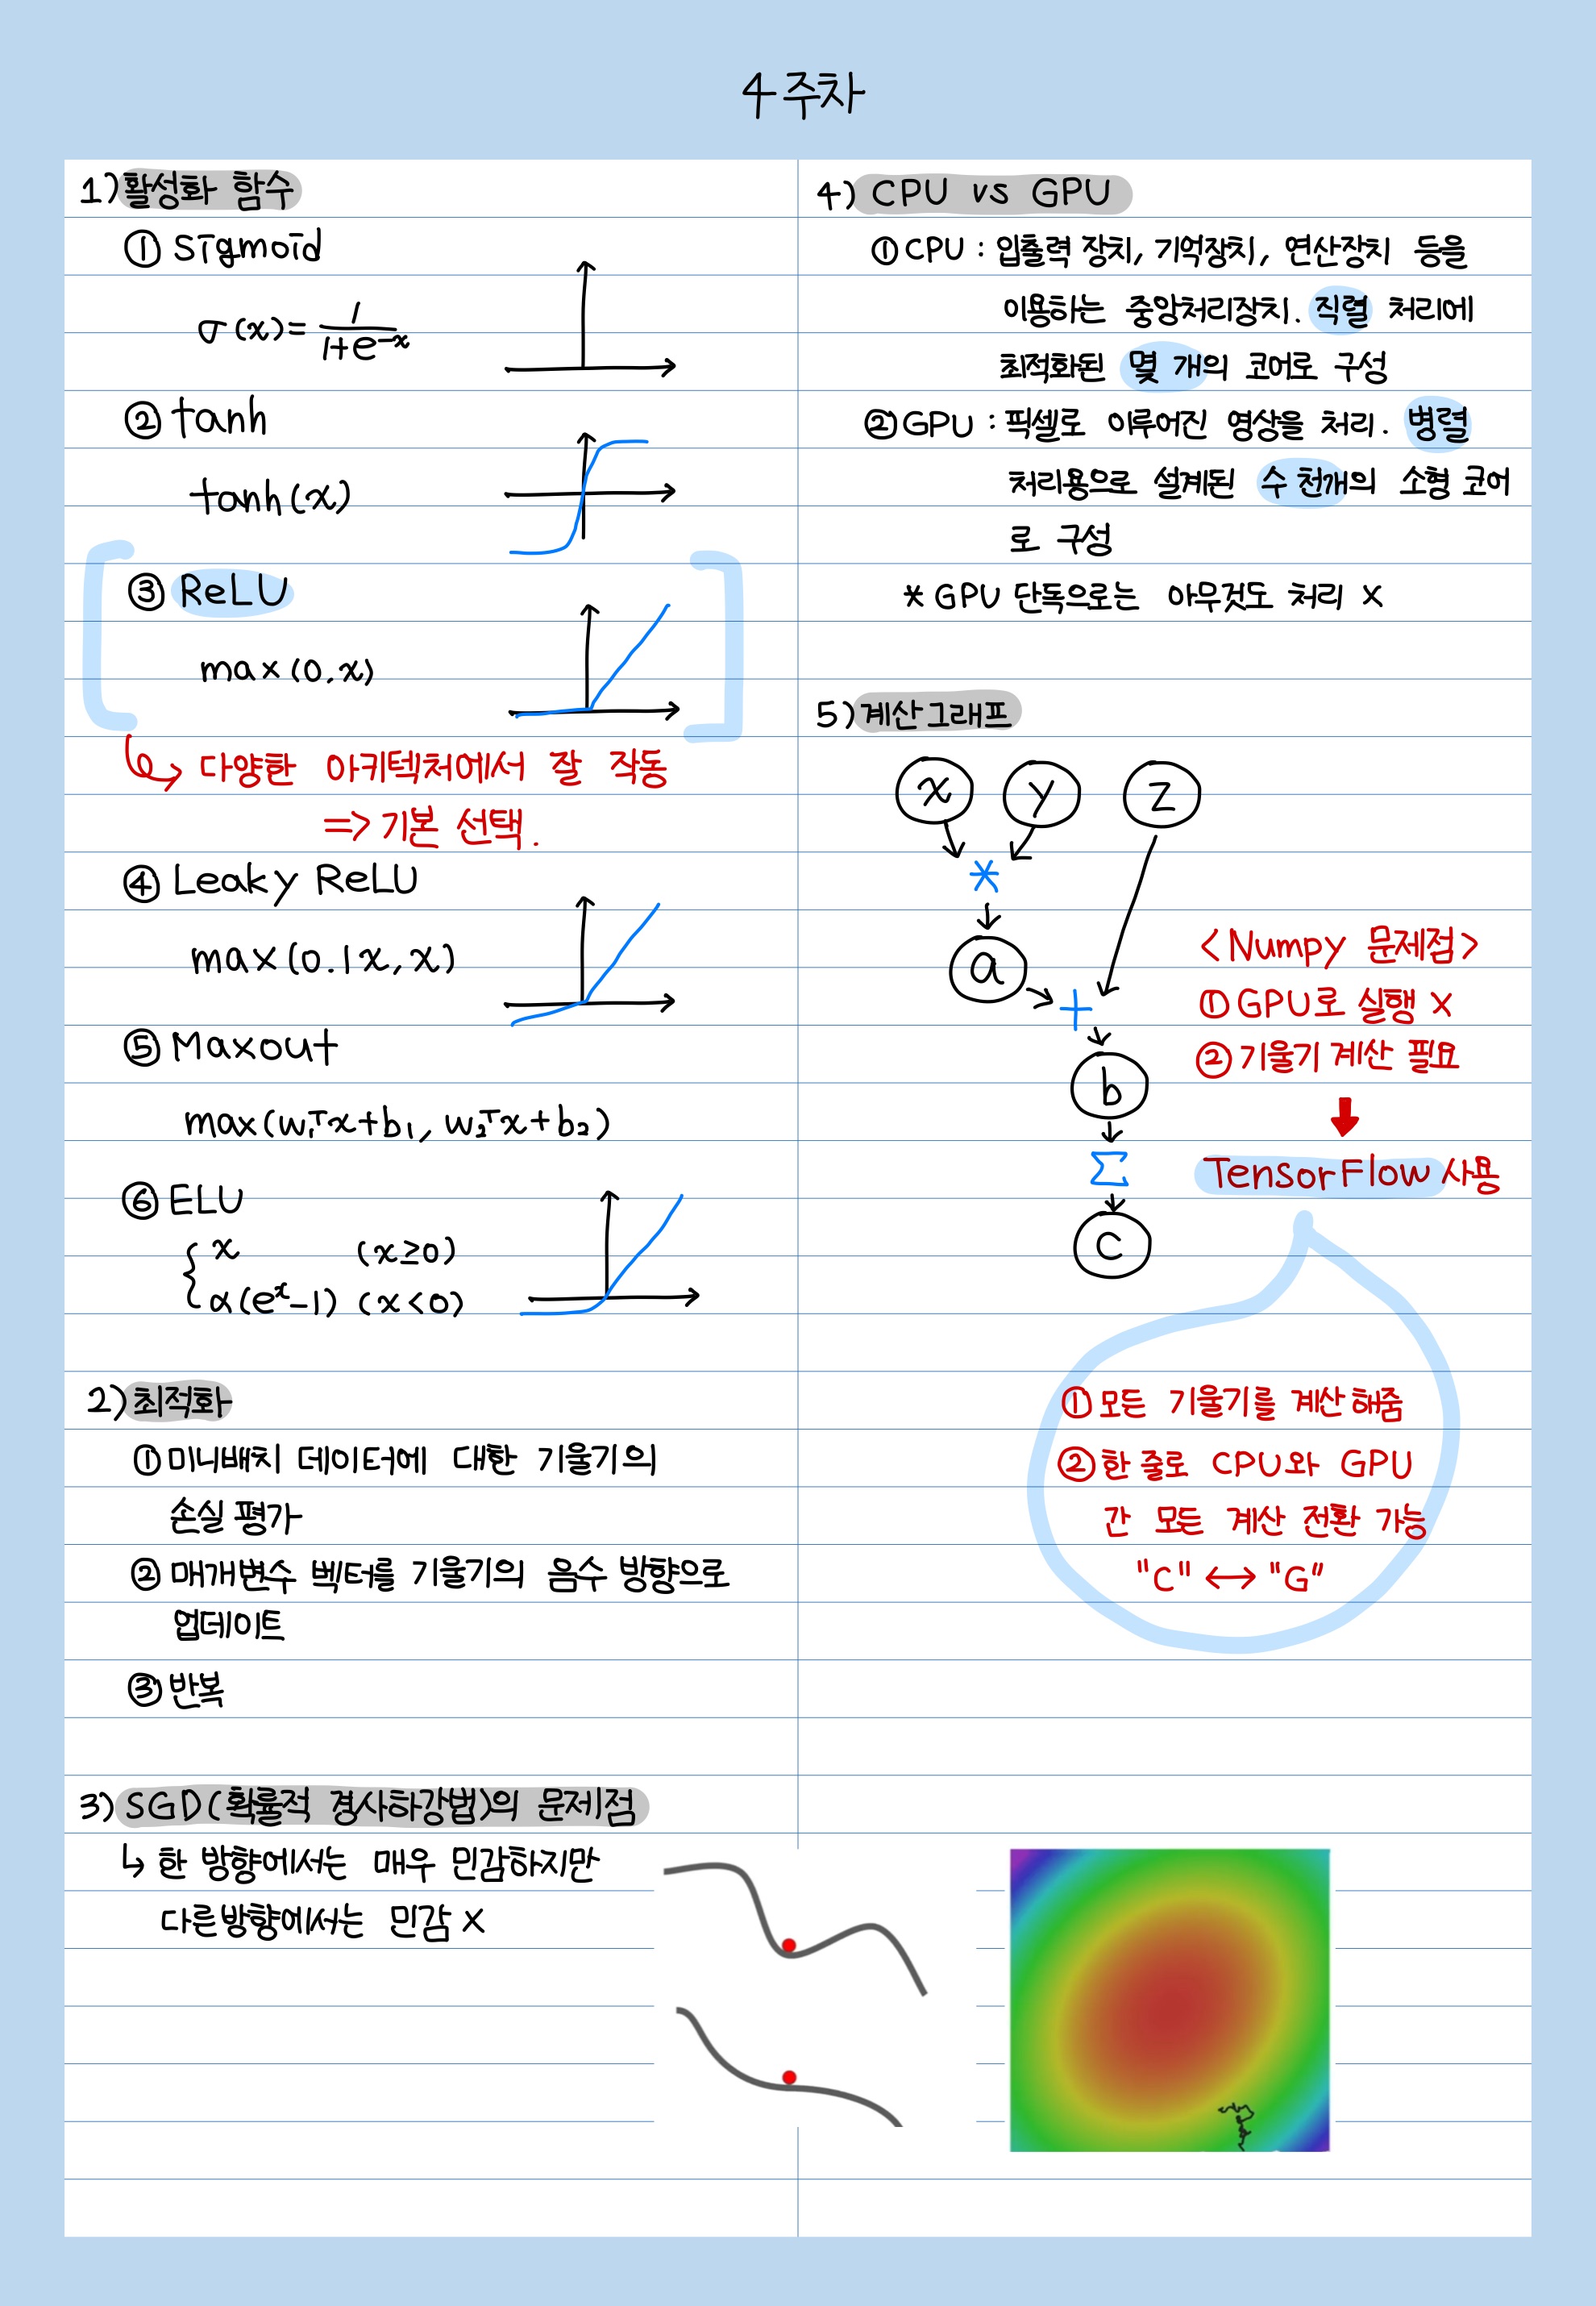 4주차
1) 활성화 함수
① Sigmoid
σ(x) = 1/(1+e^-x)
② tanh
tanh(x)
③ ReLU
max(0.x)
↳ 다양한 아키텍처에서 잘 작동
=> 기본 선택.
④ Leaky ReLU
max(0.1x, x)
⑤ Maxout
max(w₁ᵀx+b₁, w₂ᵀx+b₂)
⑥ ELU
x (x≥0)
α(e^x-1) (x<0)
2) 최적화
① 미니배치 데이터에 대한 기울기의
손실 평가
② 매개변수 벡터를 기울기의 음수 방향으로
업데이트
③ 반복
3) SGD(확률적 경사하강법)의 문제점
↳ 한 방향에서는 매우 민감하지만
다른방향에서는 민감 x
4) CPU vs GPU
① CPU : 입출력 장치, 기억장치, 연산장치 등을
이용하는 중앙처리장치. 직렬 처리에
최적화된 몇 개의 코어로 구성
② GPU : 픽셀로 이루어진 영상을 처리. 병렬
처리용으로 설계된 수 천개의 소형 코어
로 구성
* GPU 단독으로는 아무것도 처리 x
5) 계산그래프
x y z
*
a
+
b
Σ
c
<Numpy 문제점>
① GPU로 실행 x
② 기울기 계산 필요
TensorFlow 사용
① 모든 기울기를 계산해줌
② 한 줄로 CPU와 GPU
간 모든 계산 전환 가능
"C" ↔ "G"